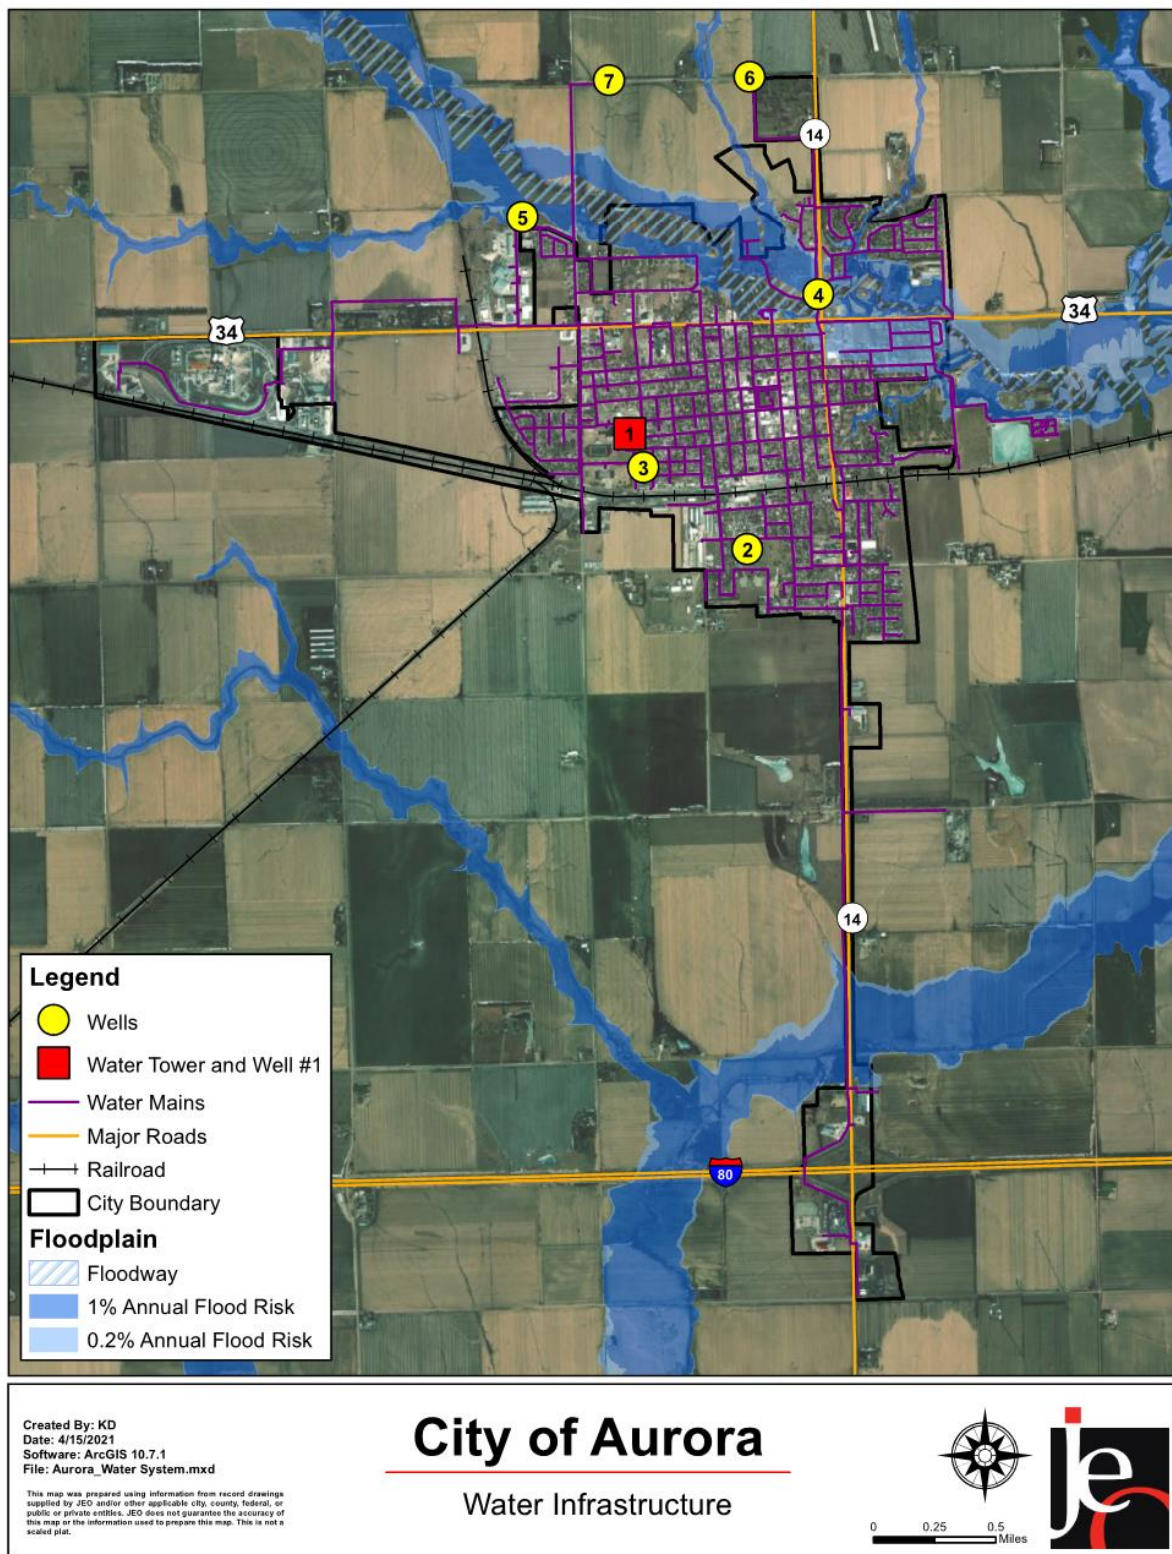 7
6
14
5
4
34
34
1
3
2
14
80
Legend
Wells
Water Tower and Well #1
Water Mains
Major Roads
Railroad
City Boundary
Floodplain
Floodway
1% Annual Flood Risk
0.2% Annual Flood Risk
Created By: KD
Date: 4/15/2021
Software: ArcGIS 10.7.1
File: Aurora_Water System.mxd
This map was prepared using information from record drawings
supplied by JEO and/or other applicable city, county, federal, or
public or private entities. JEO does not guarantee the accuracy of
this map or the information used to prepare this map. This is not a
scaled plat.
City of Aurora
Water Infrastructure
0 0.25 0.5
Miles
jeo